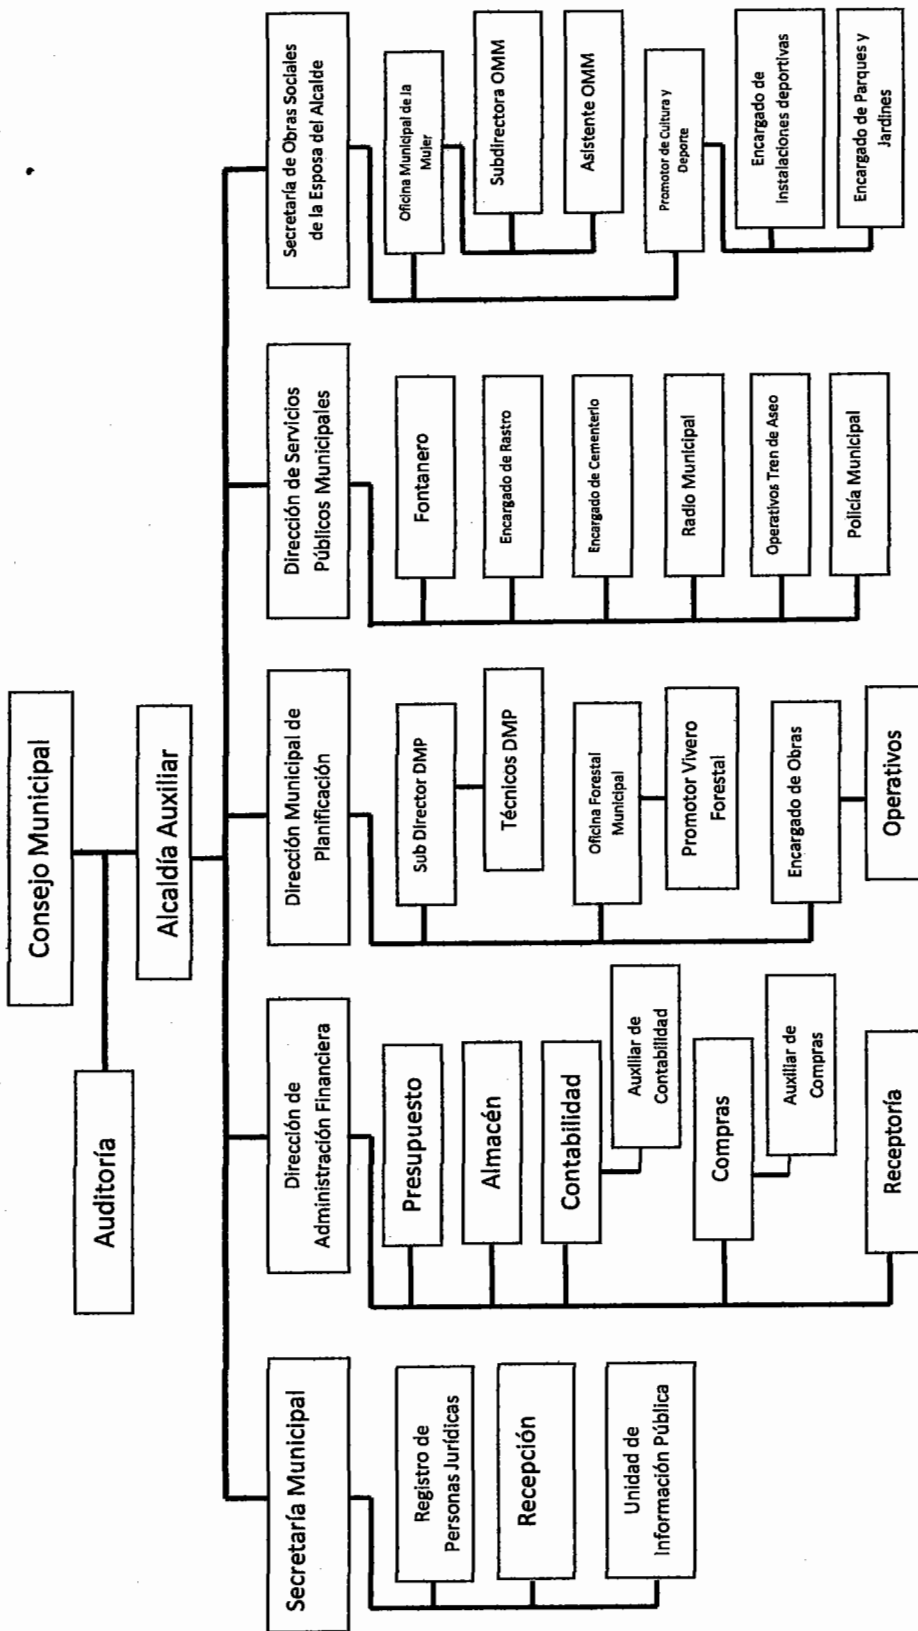 Consejo Municipal
Auditoría
Alcaldía Auxiliar
Secretaría Municipal
Registro de
Personas Jurídicas
Recepción
Unidad de
Información Pública
Dirección de
Administración Financiera
Presupuesto
Almacén
Contabilidad
Auxiliar de
Contabilidad
Compras
Auxiliar de
Compras
Receptoría
Dirección Municipal de
Planificación
Sub Director DMP
Técnicos DMP
Oficina Forestal
Municipal
Promotor Vivero
Forestal
Encargado de Obras
Operativos
Dirección de Servicios
Públicos Municipales
Fontanero
Encargado de Rastro
Encargado de Cementerio
Radio Municipal
Operativos Tren de Aseo
Policía Municipal
Secretaría de Obras Sociales
de la Esposa del Alcalde
Oficina Municipal de la
Mujer
Subdirectora OMM
Asistente OMM
Promotor de Cultura y
Deporte
Encargado de
instalaciones deportivas
Encargado de Parques y
Jardines